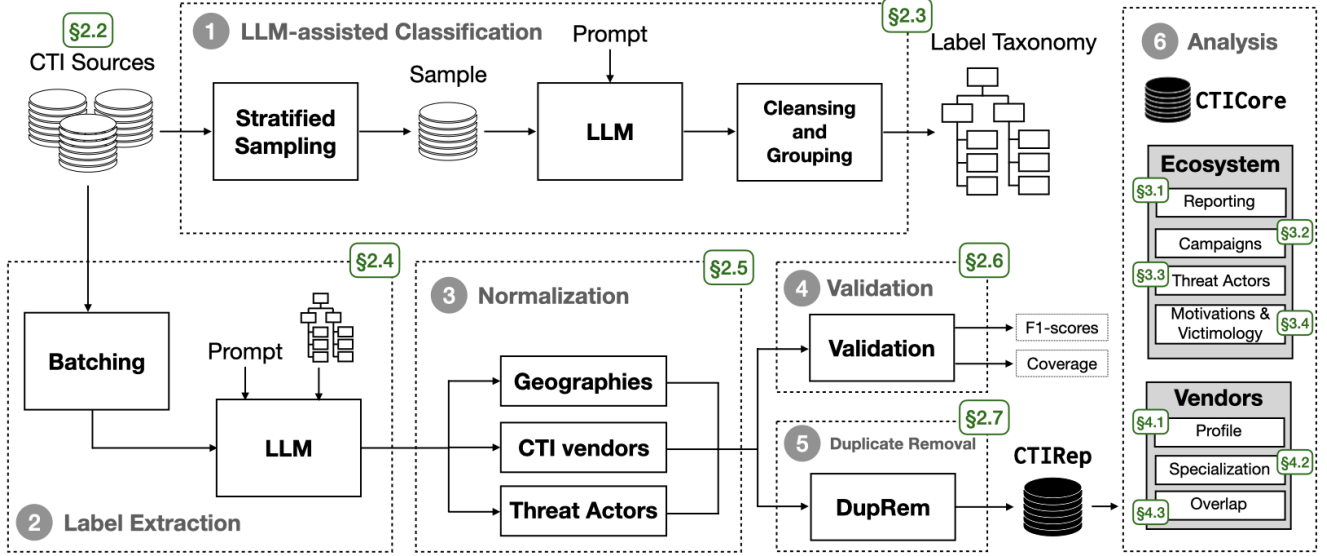 §2.2
CTI Sources
1 LLM-assisted Classification
§2.3
Stratified
Sampling
Sample
Prompt
LLM
Cleansing
and
Grouping
Label Taxonomy
§2.4
Batching
Prompt
LLM
2 Label Extraction
§2.5
3 Normalization
Geographies
CTI vendors
Threat Actors
§2.6
4 Validation
Validation
F1-scores
Coverage
§2.7
5 Duplicate Removal
DupRem
CTIRep
6 Analysis
CTICore
Ecosystem
§3.1
Reporting
Campaigns
§3.2
§3.3
Threat Actors
Motivations &
Victimology
§3.4
Vendors
§4.1
Profile
Specialization
§4.2
Overlap
§4.3